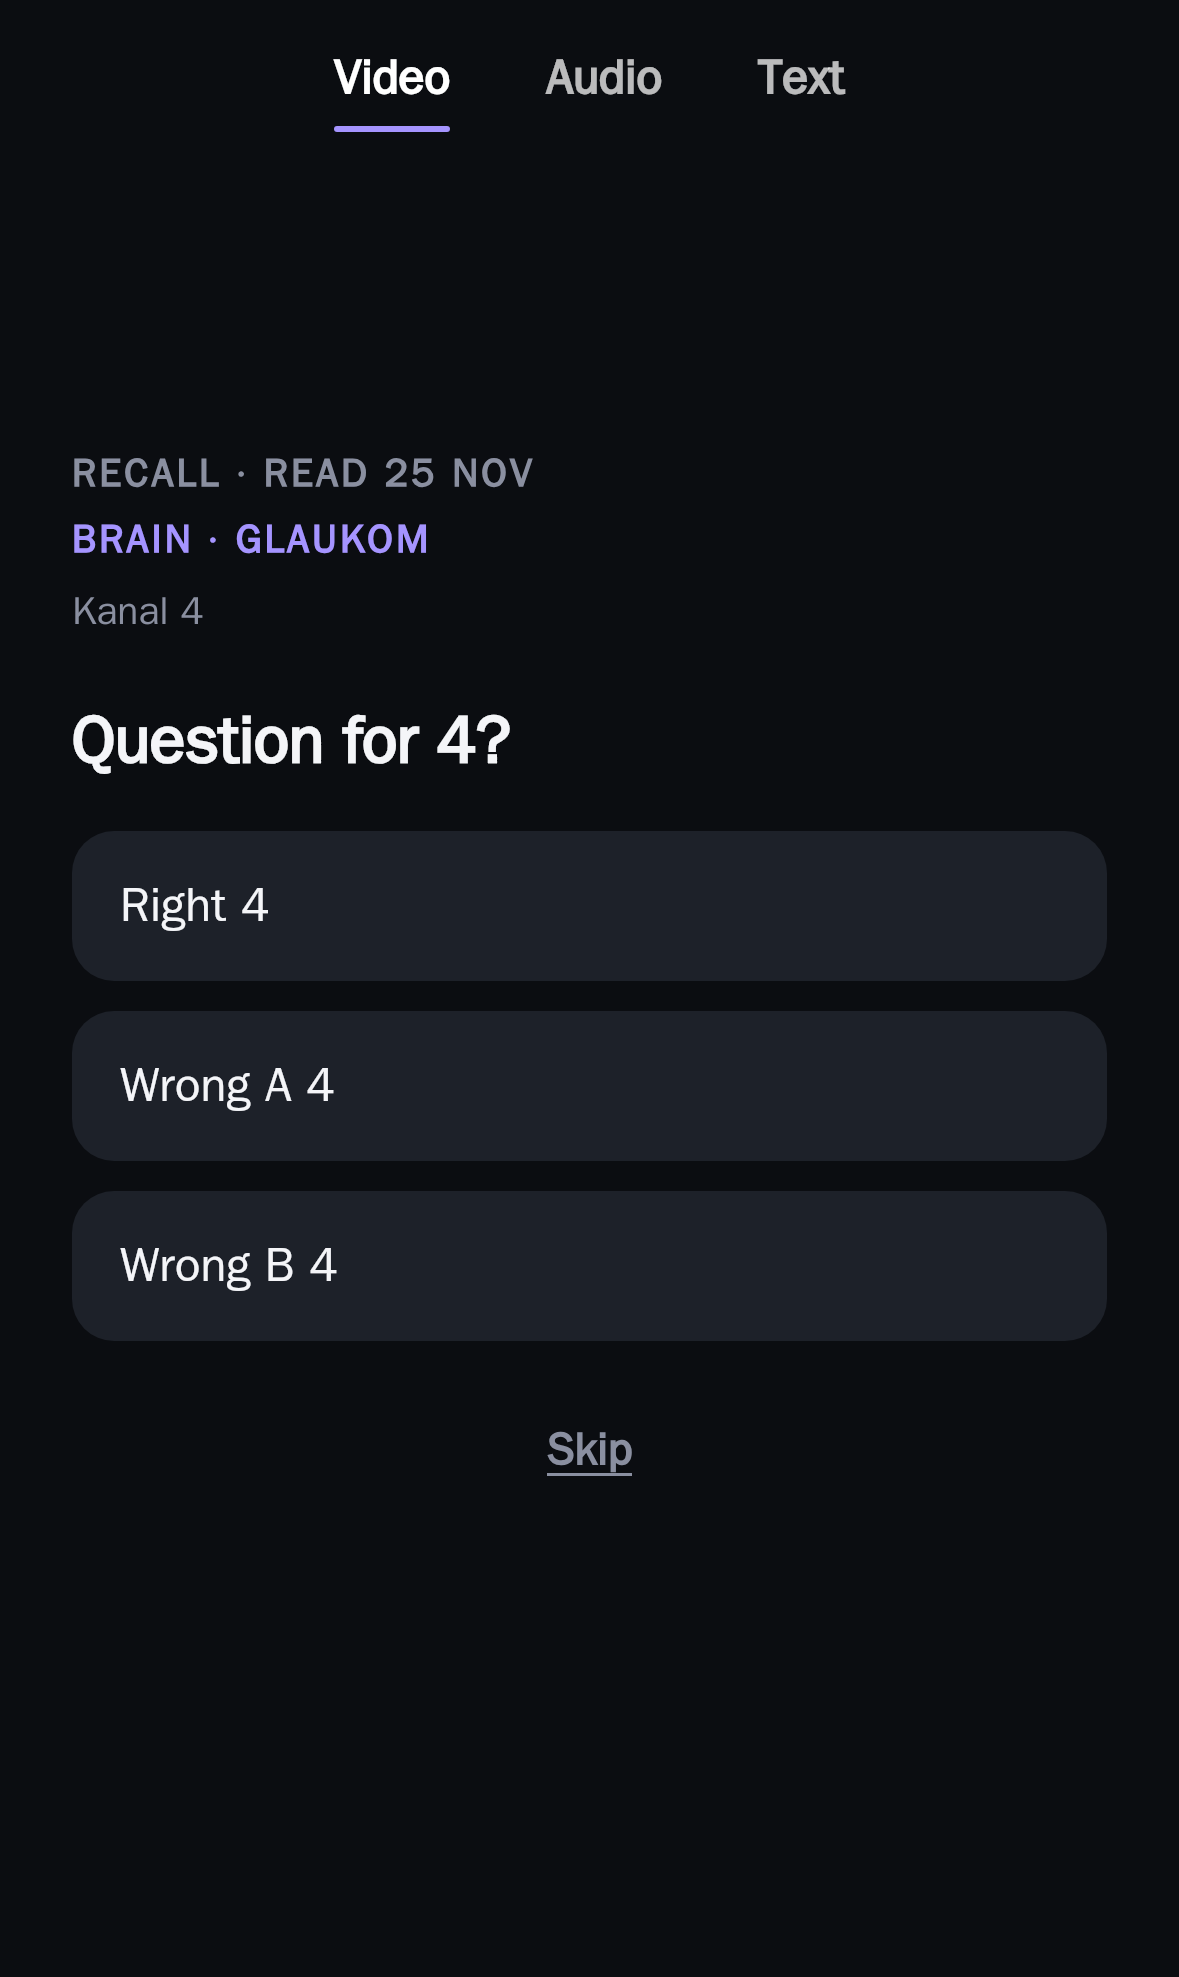 Video Audio Text
RECALL · READ 25 NOV
BRAIN · GLAUKOM
Kanal 4
Question for 4?
Right 4
Wrong A 4
Wrong B 4
Skip